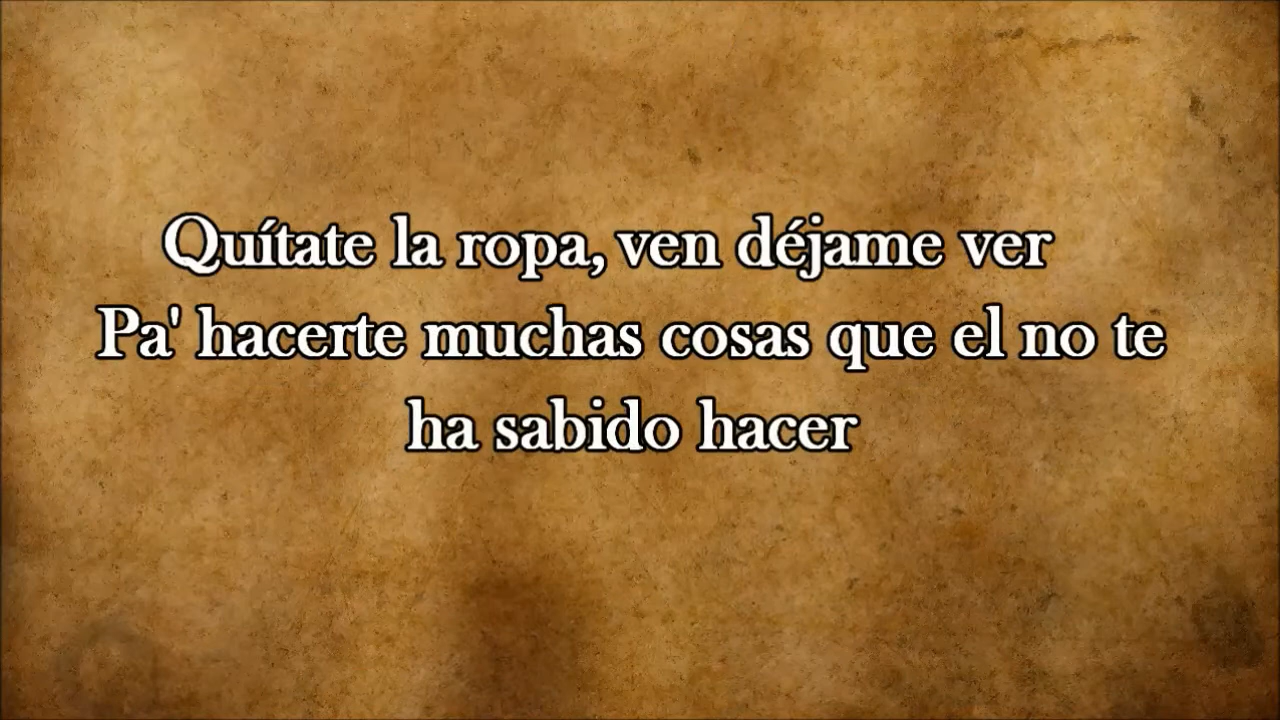 Quítate la ropa, ven déjame ver
Pa' hacerte muchas cosas que el no te
ha sabido hacer